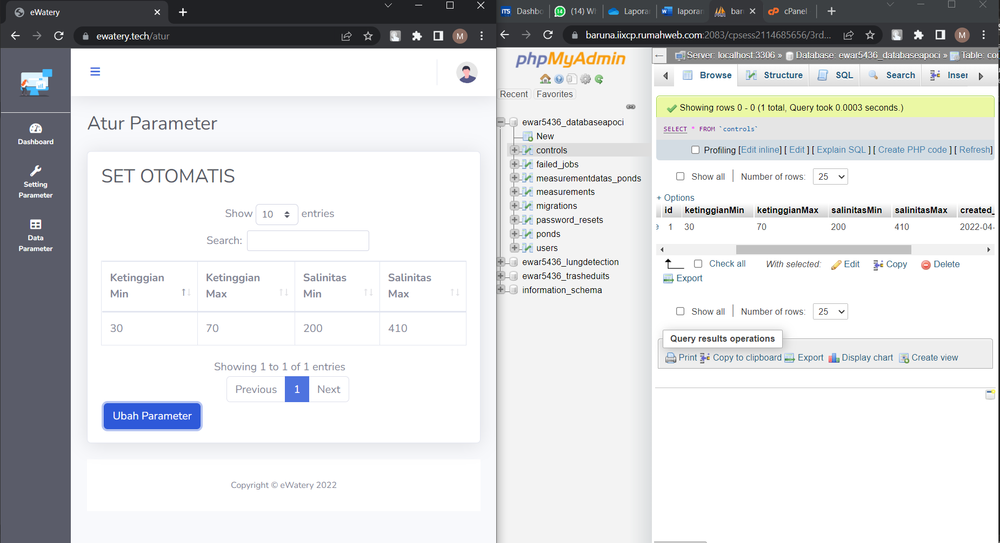 eWatery
ewatery.tech/atur
M
Dashboard
Setting
Parameter
Data
Parameter
Atur Parameter
SET OTOMATIS
Show 10 entries
Search:
Ketinggian Min
Ketinggian Max
Salinitas Min
Salinitas Max
30 70 200 410
Showing 1 to 1 of 1 entries
Previous 1 Next
Ubah Parameter
Copyright © eWatery 2022
ITS Dashbo
14 (14) Wh
Laporar
W laporan
PMA bar
cP cPanel
baruna.iixcp.rumahweb.com:2083/cpsess2114685656/3rd...
M
phpMyAdmin
Recent Favorites
ewar5436_databaseapoci
New
controls
failed_jobs
measurementdatas_ponds
measurements
migrations
password_resets
ponds
users
ewar5436_lungdetection
ewar5436_trasheduits
information_schema
Server: localhost:3306 » Database: ewar5436_databaseapoci » Table: cor
Browse Structure SQL Search Inser
Showing rows 0 - 0 (1 total, Query took 0.0003 seconds.)
SELECT * FROM `controls`
Profiling [Edit inline] [ Edit ] [ Explain SQL ] [ Create PHP code ] [ Refresh]
Show all | Number of rows: 25
+ Options
id ketinggianMin ketinggianMax salinitasMin salinitasMax created_
e 1 30 70 200 410 2022-04-
Check all With selected: Edit Copy Delete
Export
Show all | Number of rows: 25
Query results operations
Print Copy to clipboard Export Display chart Create view